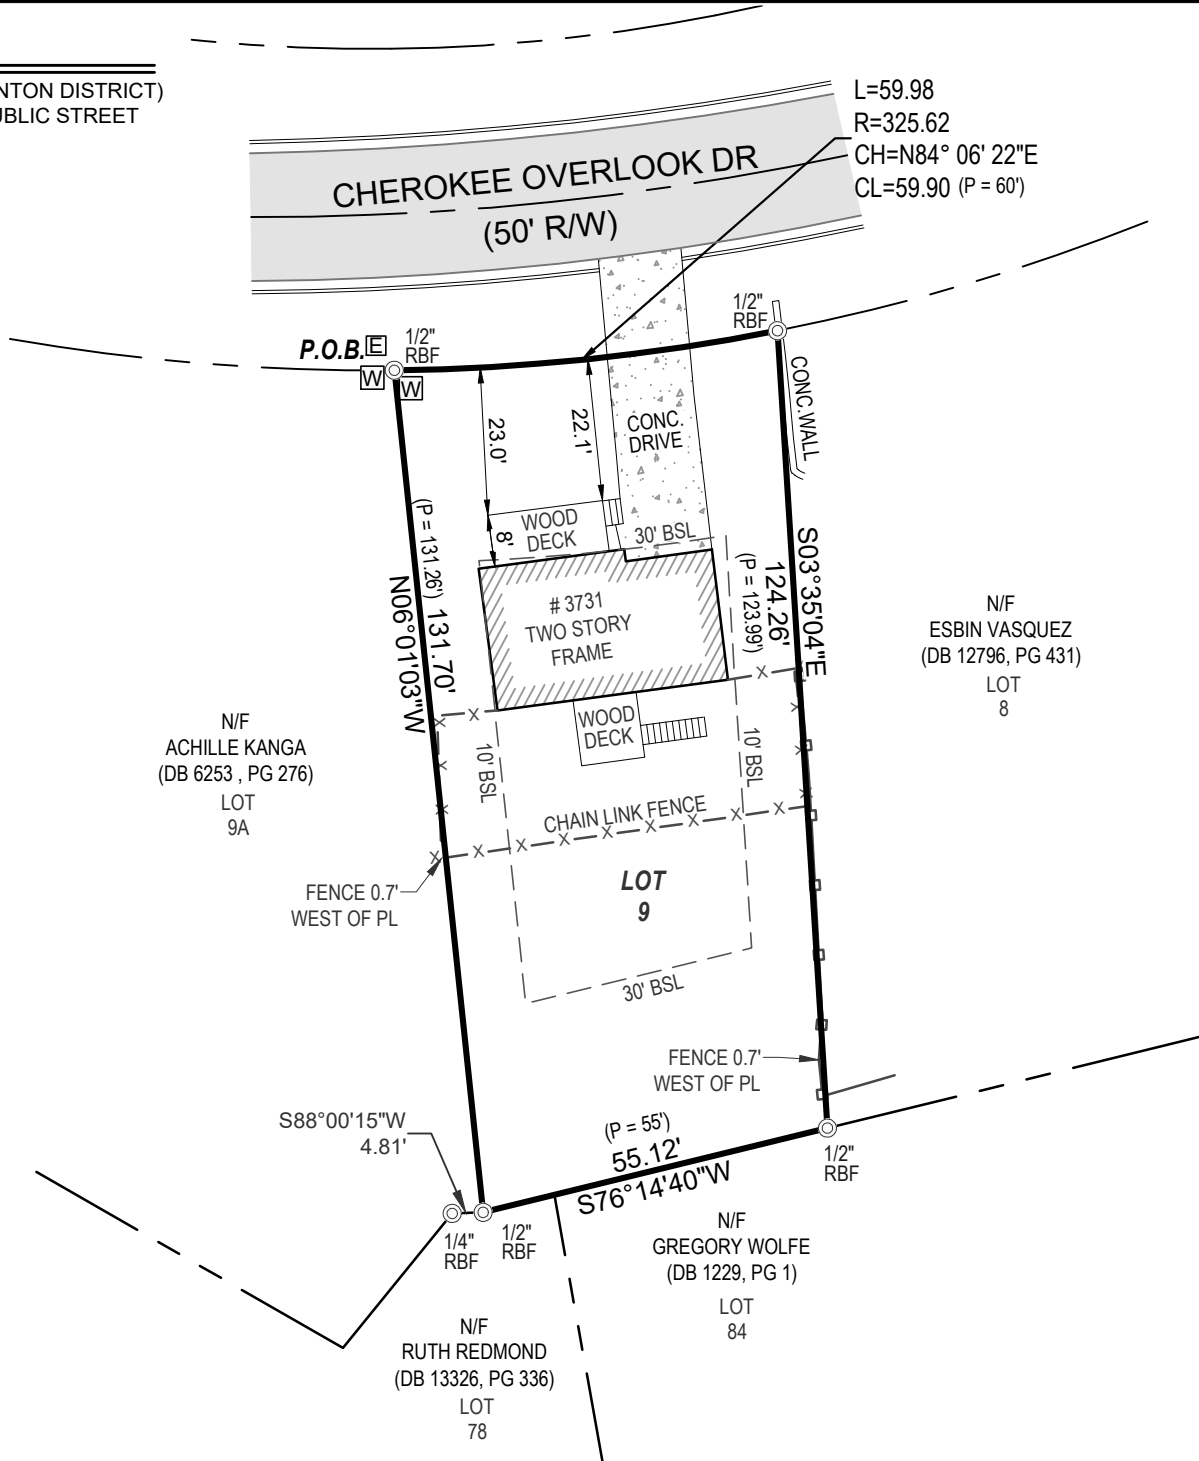 NTON DISTRICT)
UBLIC STREET
L=59.98
R=325.62
CH=N84° 06' 22"E
CL=59.90 (P = 60')
CHEROKEE OVERLOOK DR
(50' R/W)
1/2"
RBF
P.O.B.
E
1/2"
RBF
W
W
CONC.WALL
23.0'
22.1'
CONC.
DRIVE
WOOD
DECK
8'
30' BSL
(P = 131.26')
131.70'
N06°01'03"W
# 3731
TWO STORY
FRAME
S03°35'04"E
124.26'
(P = 123.99')
N/F
ESBIN VASQUEZ
(DB 12796, PG 431)
LOT
8
N/F
ACHILLE KANGA
(DB 6253 , PG 276)
LOT
9A
WOOD
DECK
10' BSL
10' BSL
CHAIN LINK FENCE
X X X X X X X X X X X X X X X X X X
FENCE 0.7'
WEST OF PL
LOT
9
30' BSL
FENCE 0.7'
WEST OF PL
S88°00'15"W
4.81'
(P = 55')
55.12'
S76°14'40"W
1/2"
RBF
1/4"
RBF
1/2"
RBF
N/F
GREGORY WOLFE
(DB 1229, PG 1)
LOT
84
N/F
RUTH REDMOND
(DB 13326, PG 336)
LOT
78